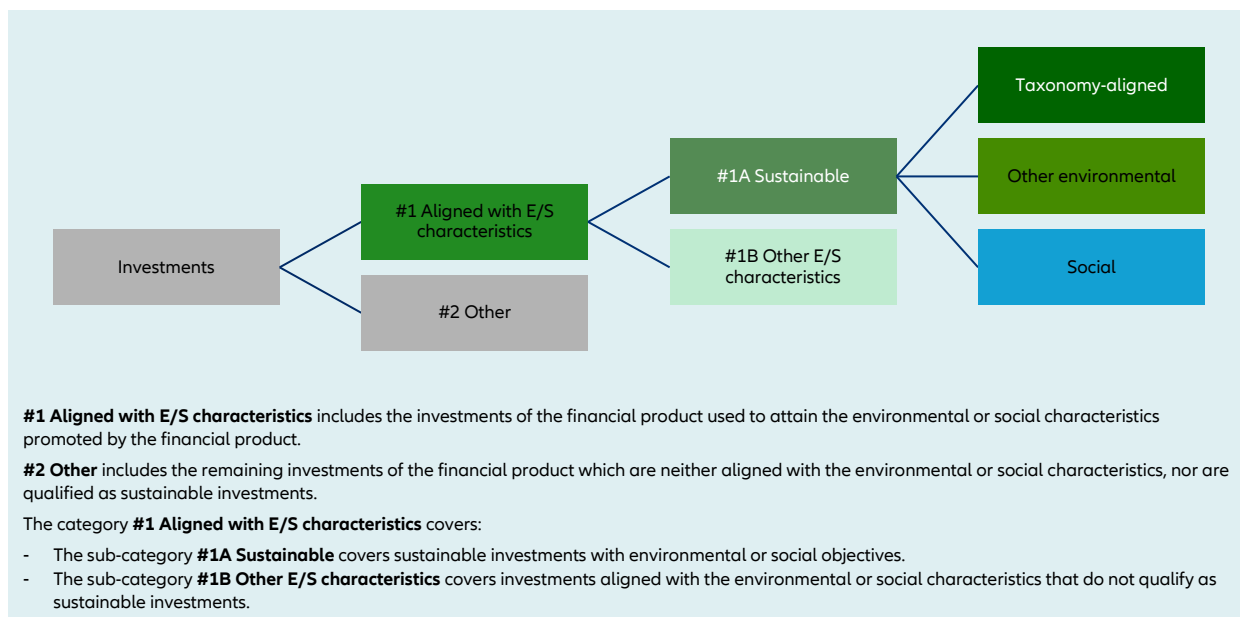 Taxonomy-aligned
#1A Sustainable
Other environmental
#1 Aligned with E/S
characteristics
Investments
#1B Other E/S
characteristics
Social
#2 Other
#1 Aligned with E/S characteristics includes the investments of the financial product used to attain the environmental or social characteristics
promoted by the financial product.
#2 Other includes the remaining investments of the financial product which are neither aligned with the environmental or social characteristics, nor are
qualified as sustainable investments.
The category #1 Aligned with E/S characteristics covers:
- The sub-category #1A Sustainable covers sustainable investments with environmental or social objectives.
- The sub-category #1B Other E/S characteristics covers investments aligned with the environmental or social characteristics that do not qualify as
sustainable investments.